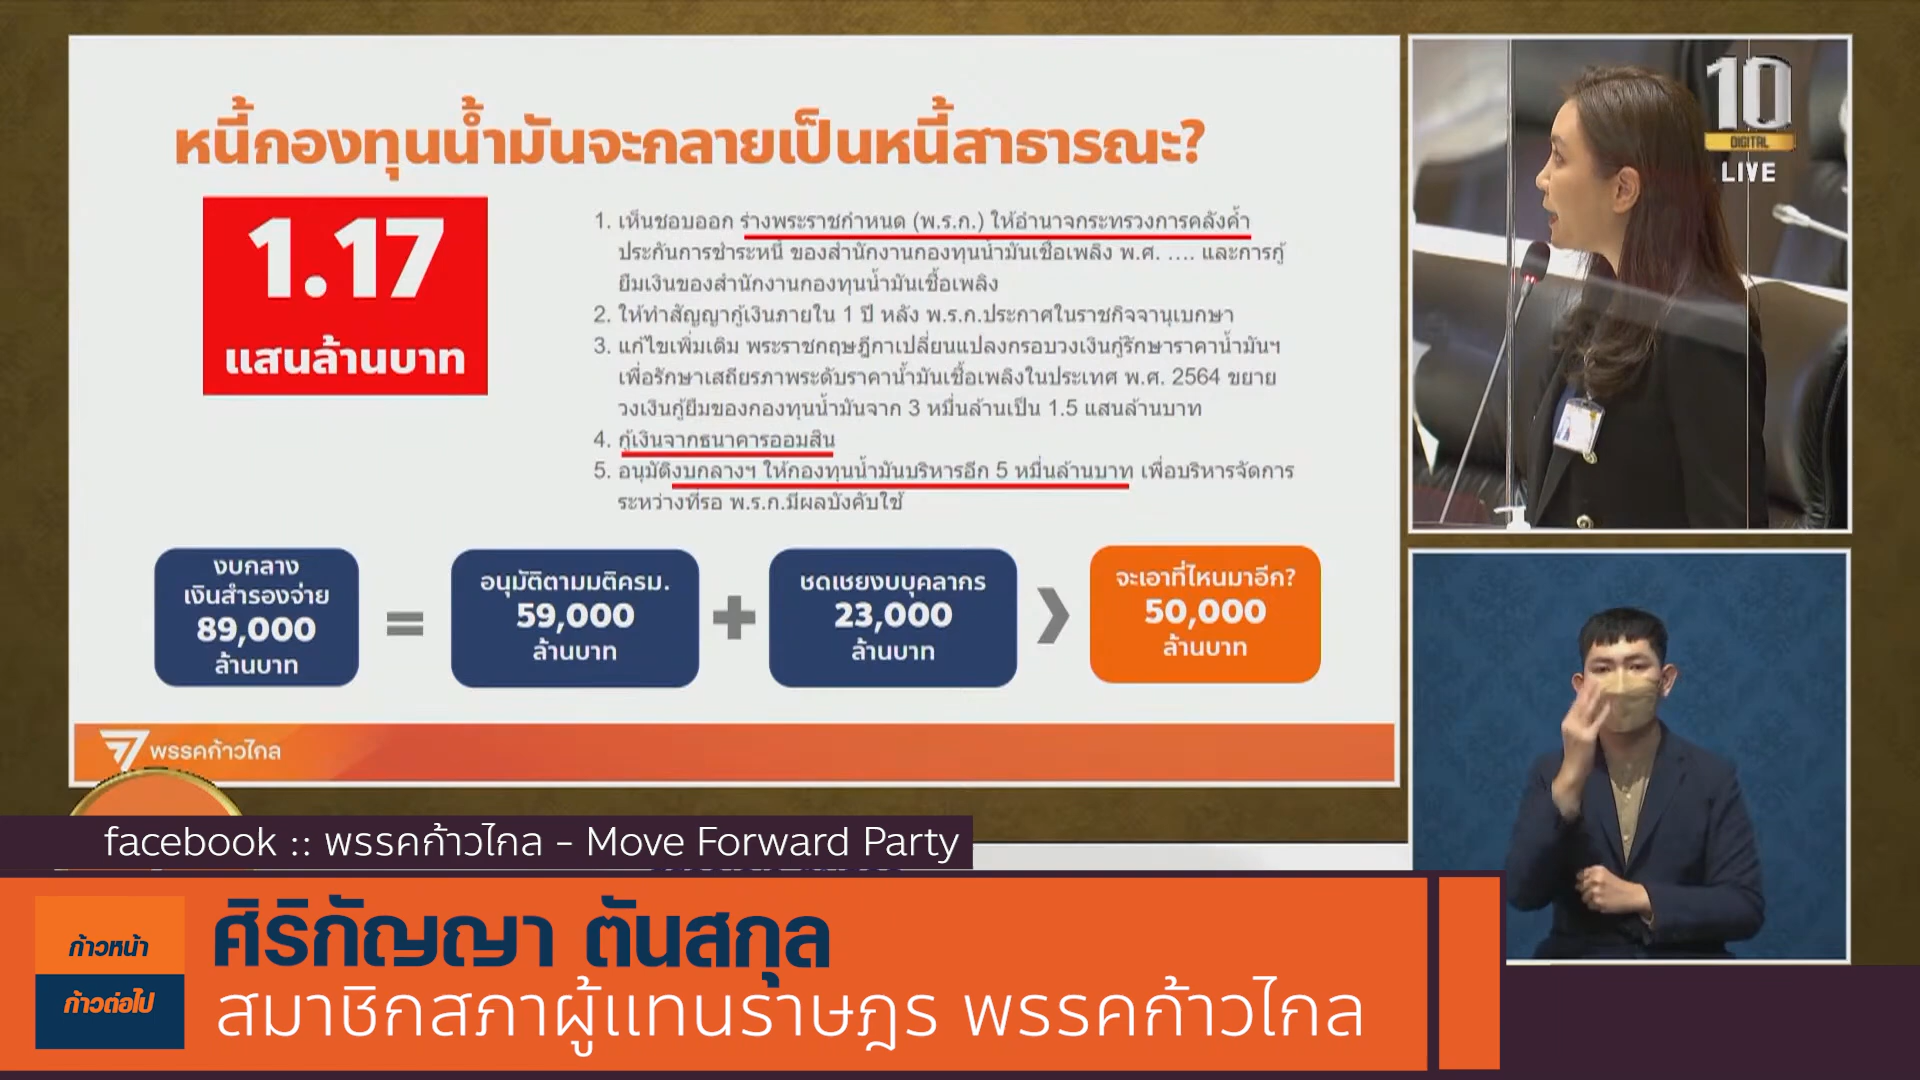 หนี้กองทุนน้ำมันจะกลายเป็นหนี้สาธารณะ?
1.17
แสนล้านบาท
1. เห็นชอบออก ร่างพระราชกำหนด (พ.ร.ก.) ให้อำนาจกระทรวงการคลังค้ำ
ประกันการชำระหนี้ ของสำนักงานกองทุนน้ำมันเชื้อเพลิง พ.ศ. .... และการกู้
ยืมเงินของสำนักงานกองทุนน้ำมันเชื้อเพลิง
2. ให้ทำสัญญากู้เงินภายใน 1 ปี หลัง พ.ร.ก.ประกาศในราชกิจจานุเบกษา
3. แก้ไขเพิ่มเติม พระราชกฤษฎีกาเปลี่ยนแปลงกรอบวงเงินกู้รักษาราคาน้ำมันฯ
เพื่อรักษาเสถียรภาพระดับราคาน้ำมันเชื้อเพลิงในประเทศ พ.ศ. 2564 ขยาย
วงเงินกู้ยืมของกองทุนน้ำมันจาก 3 หมื่นล้านเป็น 1.5 แสนล้านบาท
4. กู้เงินจากธนาคารออมสิน
5. อนุมัติงบกลางฯ ให้กองทุนน้ำมันบริหารอีก 5 หมื่นล้านบาท เพื่อบริหารจัดการ
ระหว่างที่รอ พ.ร.ก.มีผลบังคับใช้
งบกลาง
เงินสำรองจ่าย
89,000
ล้านบาท
=
อนุมัติตามมติครม.
59,000
ล้านบาท
+
ชดเชยงบบุคลากร
23,000
ล้านบาท
จะเอาที่ไหนมาอีก?
50,000
ล้านบาท
พรรคก้าวไกล
10
DIGITAL
LIVE
facebook :: พรรคก้าวไกล - Move Forward Party
ก้าวหน้า
ก้าวต่อไป
ศิริกัญญา ตันสกุล
สมาชิกสภาผู้แทนราษฎร พรรคก้าวไกล